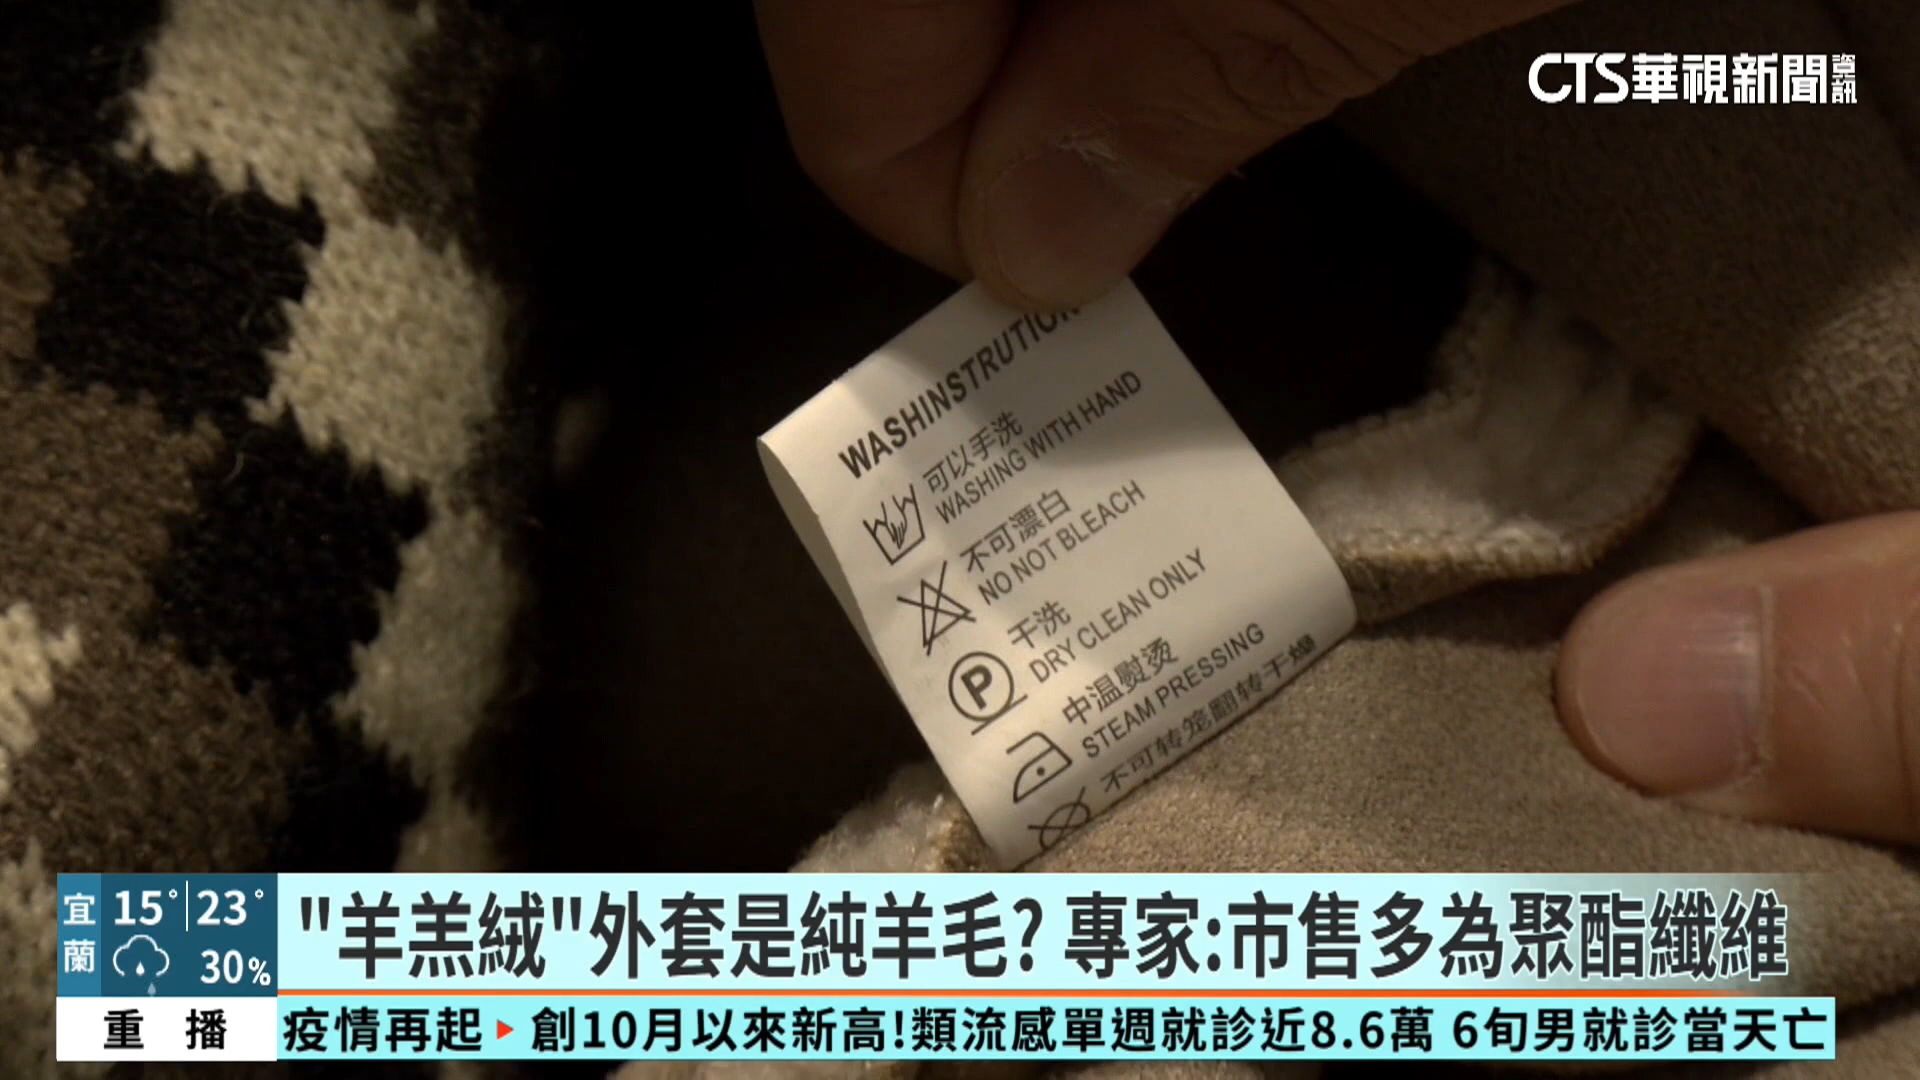 CTS華視新聞資訊
WASHINSTRUTION
可以手洗
WASHING WITH HAND
不可漂白
NO NOT BLEACH
干洗
DRY CLEAN ONLY
P
中温熨烫
STEAM PRESSING
不可转笼翻转干燥
宜蘭
15° 23°
30%
"羊羔絨"外套是純羊毛? 專家:市售多為聚酯纖維
重播
疫情再起▶創10月以來新高!類流感單週就診近8.6萬 6旬男就診當天亡